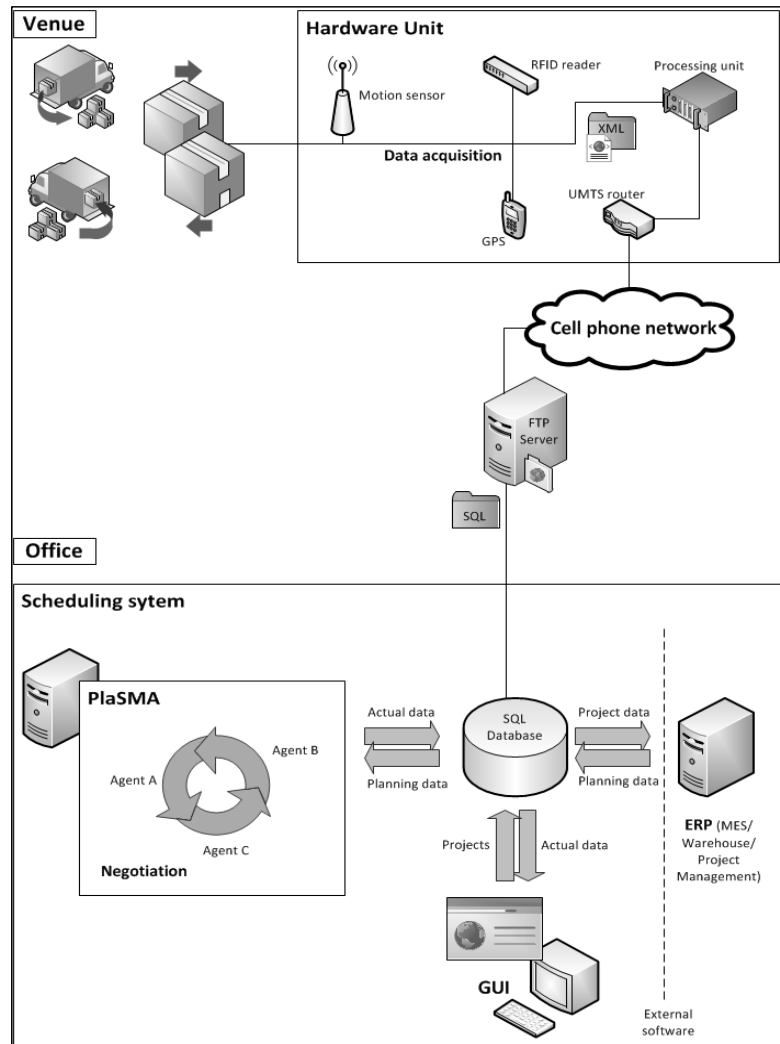 Venue
Hardware Unit
RFID reader
Processing unit
Motion sensor
XML
Data acquisition
UMTS router
GPS
Cell phone network
FTP
Server
SQL
Office
Scheduling sytem
PlaSMA
Agent B
Agent A
Agent C
Negotiation
Actual data
Planning data
SQL
Database
Project data
Planning data
ERP (MES/
Warehouse/
Project
Management)
Projects
Actual data
GUI
External
software